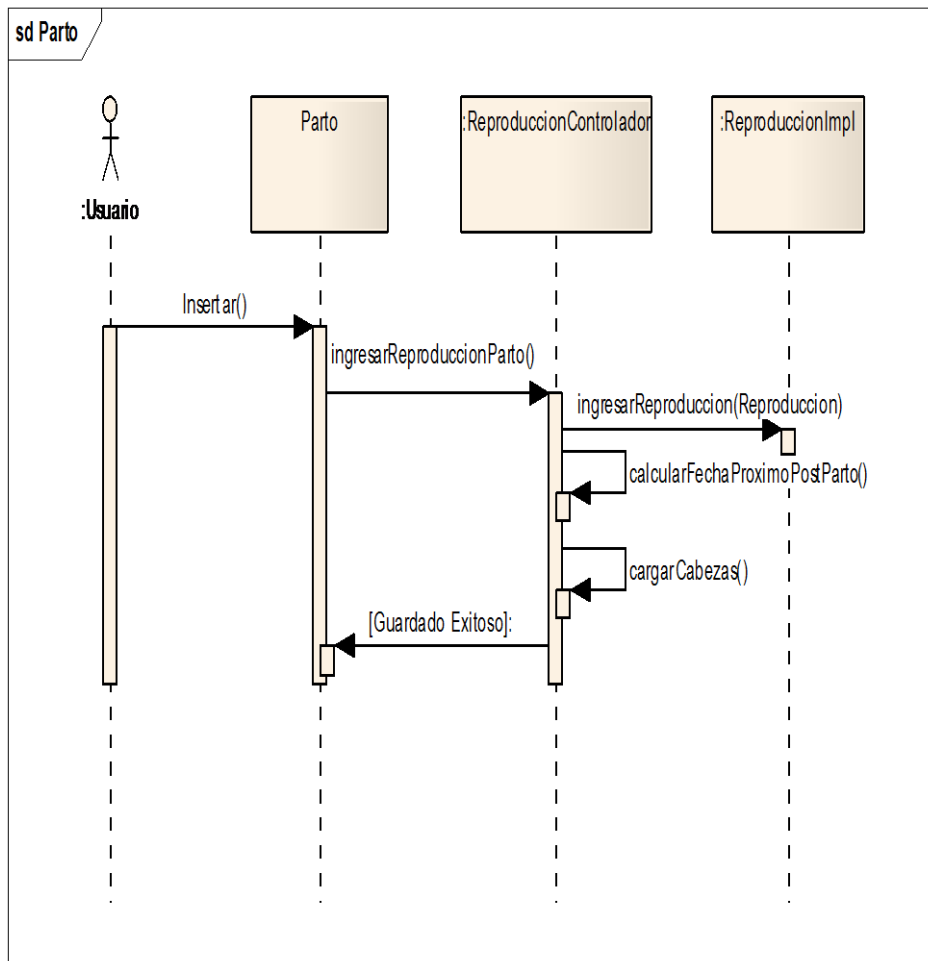 sd Parto
Parto
:ReproduccionControlador
:ReproduccionImpl
:Usuario
Insertar()
ingresarReproduccionParto()
ingresarReproduccion(Reproduccion)
calcularFechaProximoPostParto()
cargarCabezas()
[Guardado Exitoso]: